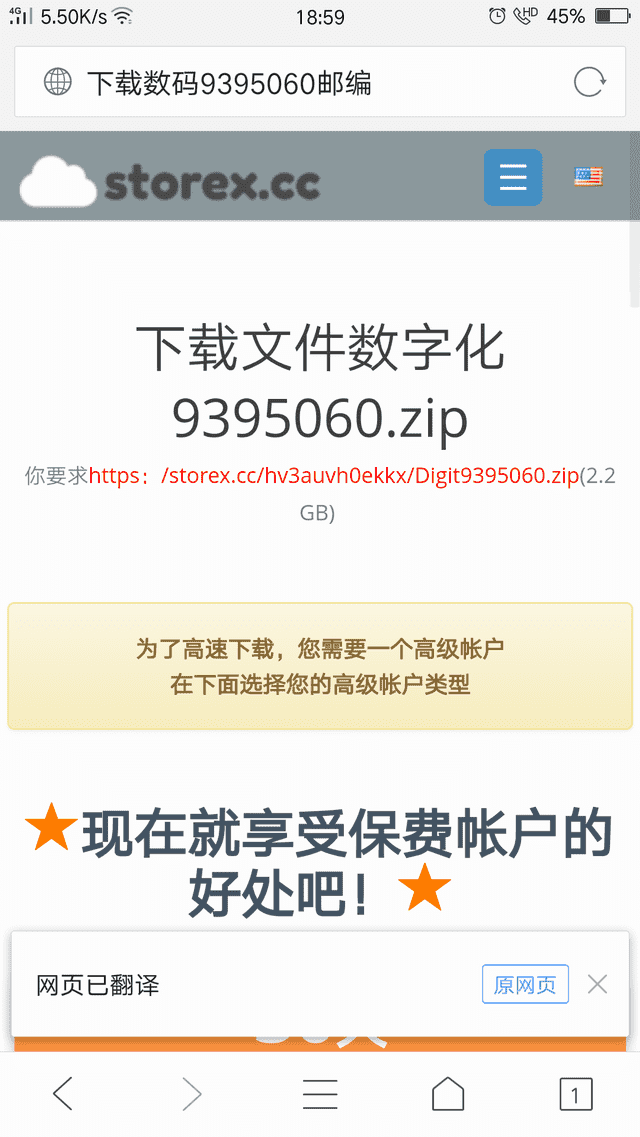 4G 5.50K/s 18:59 HD 45%
下载数码9395060邮编
storex.cc
下载文件数字化
9395060.zip
你要求https：/storex.cc/hv3auvh0ekkx/Digit9395060.zip(2.2
GB)
为了高速下载，您需要一个高级帐户
在下面选择您的高级帐户类型
★现在就享受保费帐户的
好处吧！★
网页已翻译
原网页
1